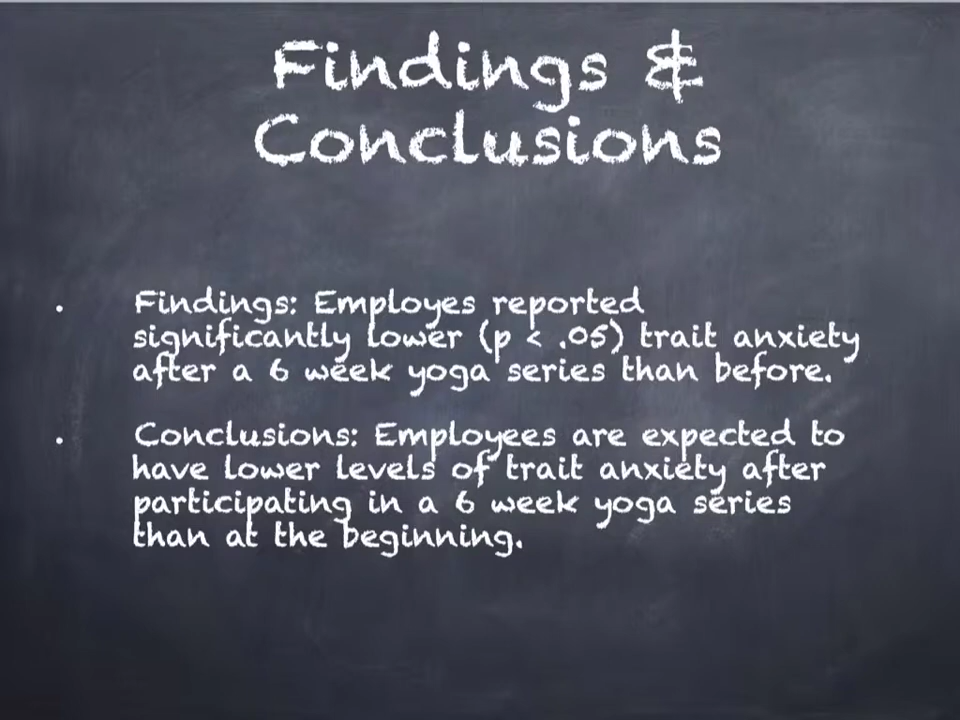 Findings &
Conclusions
. Findings: Employes reported
significantly lower (p < .05) trait anxiety
after a 6 week yoga series than before.
. Conclusions: Employees are expected to
have lower levels of trait anxiety after
participating in a 6 week yoga series
than at the beginning.